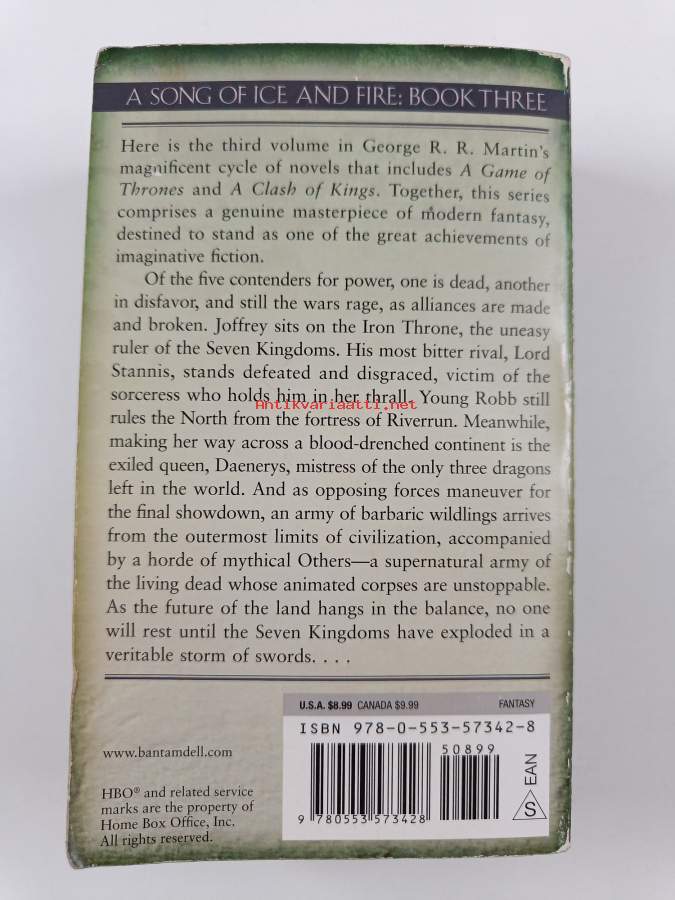 A SONG OF ICE AND FIRE: BOOK THREE
Here is the third volume in George R. R. Martin's
magnificent cycle of novels that includes A Game of
Thrones and A Clash of Kings. Together, this series
comprises a genuine masterpiece of modern fantasy,
destined to stand as one of the great achievements of
imaginative fiction.
Of the five contenders for power, one is dead, another
in disfavor, and still the wars rage, as alliances are made
and broken. Joffrey sits on the Iron Throne, the uneasy
ruler of the Seven Kingdoms. His most bitter rival, Lord
Stannis, stands defeated and disgraced, victim of the
sorceress who holds him in her thrall. Young Robb still
Antikvariaatti.net
rules the North from the fortress of Riverrun. Meanwhile,
making her way across a blood-drenched continent is the
exiled queen, Daenerys, mistress of the only three dragons
left in the world. And as opposing forces maneuver for
the final showdown, an army of barbaric wildlings arrives
from the outermost limits of civilization, accompanied
by a horde of mythical Others—a supernatural army of
the living dead whose animated corpses are unstoppable.
As the future of the land hangs in the balance, no one
will rest until the Seven Kingdoms have exploded in a
veritable storm of swords. . . .
U.S.A. $8.99 CANADA $9.99 FANTASY
ISBN 978-0-553-57342-8
50899
EAN
S
9 780553 573428
www.bantamdell.com
HBO® and related service
marks are the property of
Home Box Office, Inc.
All rights reserved.